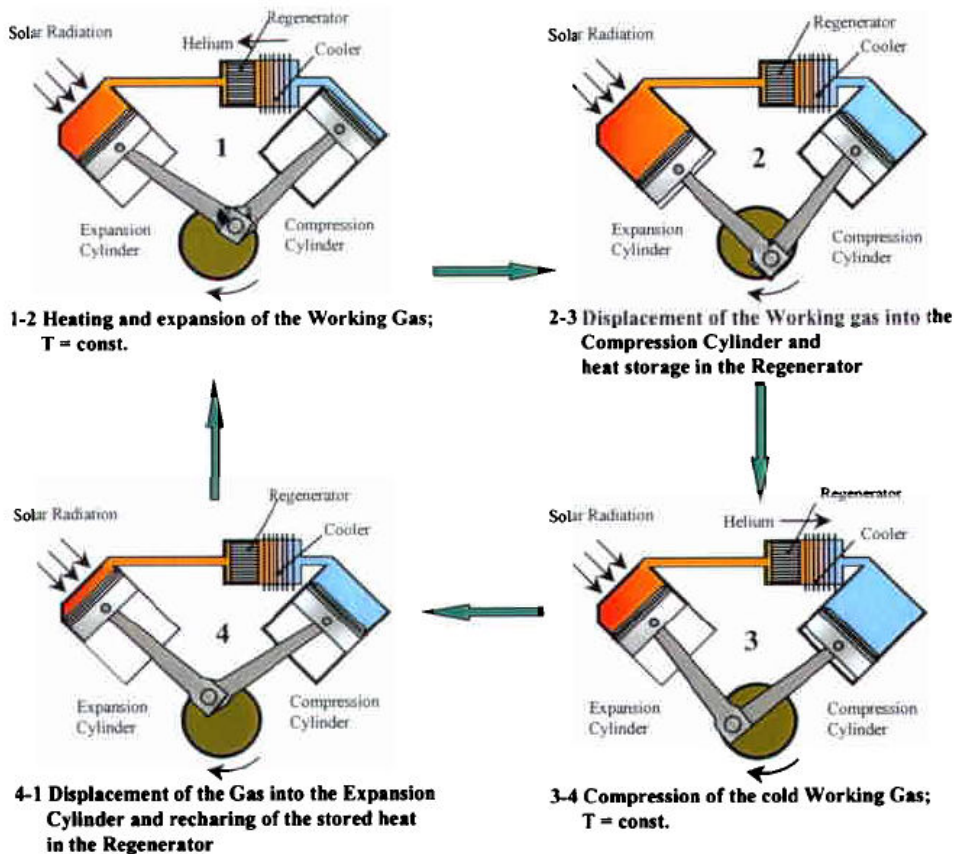 Regenerator
Solar Radiation
Helium
Cooler
1
Expansion
Cylinder
Compression
Cylinder
1-2 Heating and expansion of the Working Gas;
T = const.
Regenerator
Solar Radiation
Cooler
2
Expansion
Cylinder
Compression
Cylinder
2-3 Displacement of the Working gas into the
Compression Cylinder and
heat storage in the Regenerator
Regenerator
Solar Radiation
Cooler
4
Expansion
Cylinder
Compression
Cylinder
4-1 Displacement of the Gas into the Expansion
Cylinder and recharing of the stored heat
in the Regenerator
Regenerator
Solar Radiation
Helium
Cooler
3
Expansion
Cylinder
Compression
Cylinder
3-4 Compression of the cold Working Gas;
T = const.